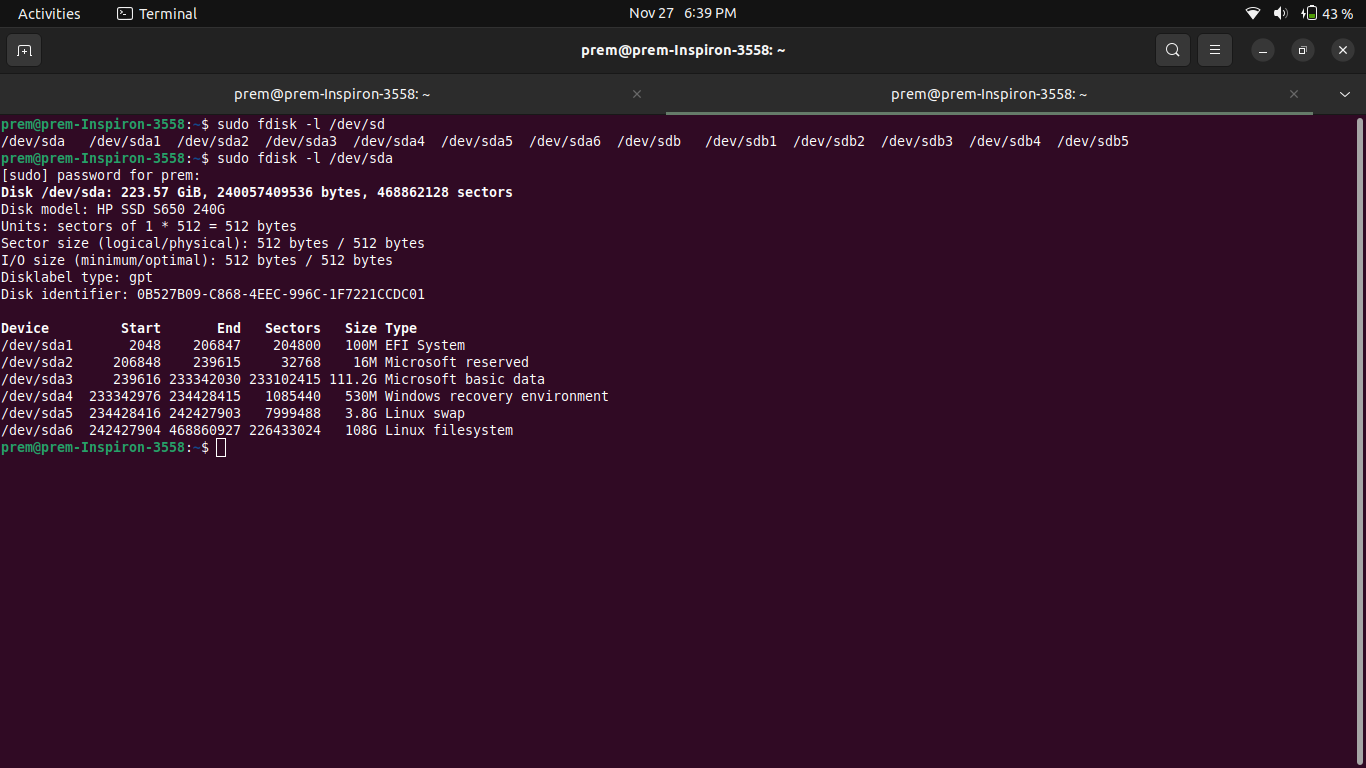 Activities Terminal Nov 27 6:39 PM 43 %
prem@prem-Inspiron-3558: ~
prem@prem-Inspiron-3558: ~ prem@prem-Inspiron-3558: ~
prem@prem-Inspiron-3558:~$ sudo fdisk -l /dev/sd
/dev/sda /dev/sda1 /dev/sda2 /dev/sda3 /dev/sda4 /dev/sda5 /dev/sda6 /dev/sdb /dev/sdb1 /dev/sdb2 /dev/sdb3 /dev/sdb4 /dev/sdb5
prem@prem-Inspiron-3558:~$ sudo fdisk -l /dev/sda
[sudo] password for prem:
Disk /dev/sda: 223.57 GiB, 240057409536 bytes, 468862128 sectors
Disk model: HP SSD S650 240G
Units: sectors of 1 * 512 = 512 bytes
Sector size (logical/physical): 512 bytes / 512 bytes
I/O size (minimum/optimal): 512 bytes / 512 bytes
Disklabel type: gpt
Disk identifier: 0B527B09-C868-4EEC-996C-1F7221CCDC01
Device Start End Sectors Size Type
/dev/sda1 2048 206847 204800 100M EFI System
/dev/sda2 206848 239615 32768 16M Microsoft reserved
/dev/sda3 239616 233342030 233102415 111.2G Microsoft basic data
/dev/sda4 233342976 234428415 1085440 530M Windows recovery environment
/dev/sda5 234428416 242427903 7999488 3.8G Linux swap
/dev/sda6 242427904 468860927 226433024 108G Linux filesystem
prem@prem-Inspiron-3558:~$